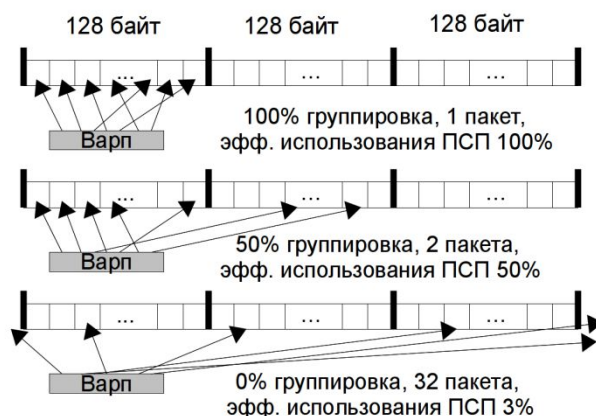 128 байт 128 байт 128 байт
... ... ...
100% группировка, 1 пакет,
Варп эфф. использования ПСП 100%
... ... ...
50% группировка, 2 пакета,
Варп эфф. использования ПСП 50%
... ... ...
0% группировка, 32 пакета,
Варп эфф. использования ПСП 3%